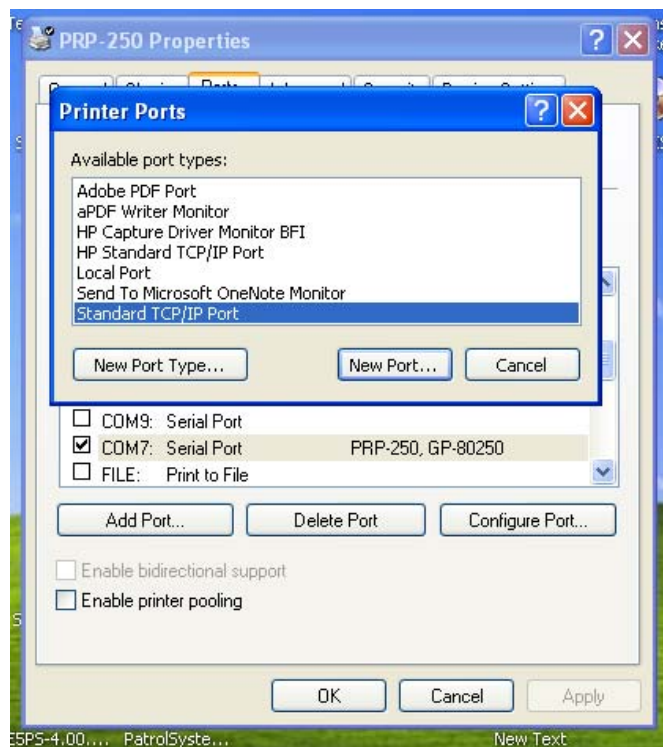 PRP-250 Properties
Printer Ports
Available port types:
Adobe PDF Port
aPDF Writer Monitor
HP Capture Driver Monitor BFI
HP Standard TCP/IP Port
Local Port
Send To Microsoft OneNote Monitor
Standard TCP/IP Port
New Port Type... New Port... Cancel
COM9: Serial Port
COM7: Serial Port PRP-250, GP-80250
FILE: Print to File
Add Port... Delete Port Configure Port...
Enable bidirectional support
Enable printer pooling
OK Cancel Apply
PatrolSyste... New Text